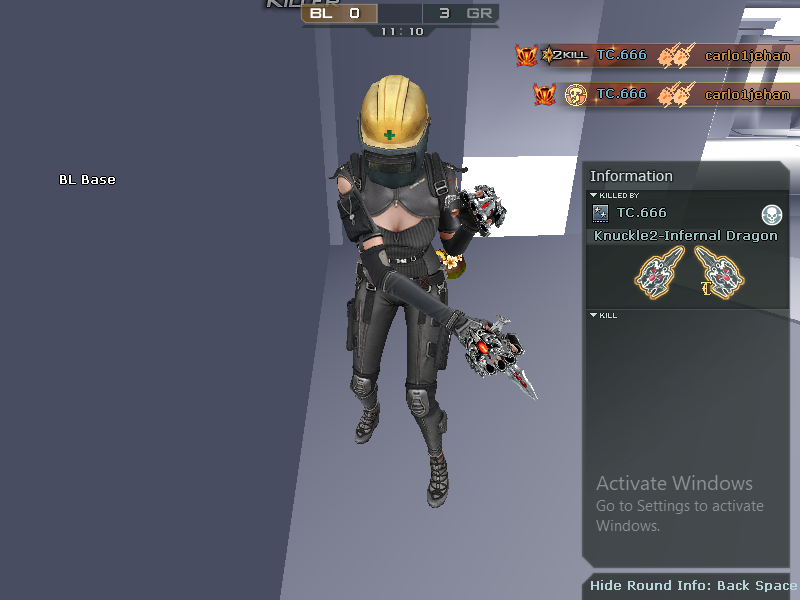 KILLER
BL 0 3 GR
11:10
2KILL TC.666 carlo1jehan
TC.666 carlo1jehan
BL Base
Information
KILLED BY
TC.666
Knuckle2-Infernal Dragon
KILL
Activate Windows
Go to Settings to activate
Windows.
Hide Round Info: Back Space